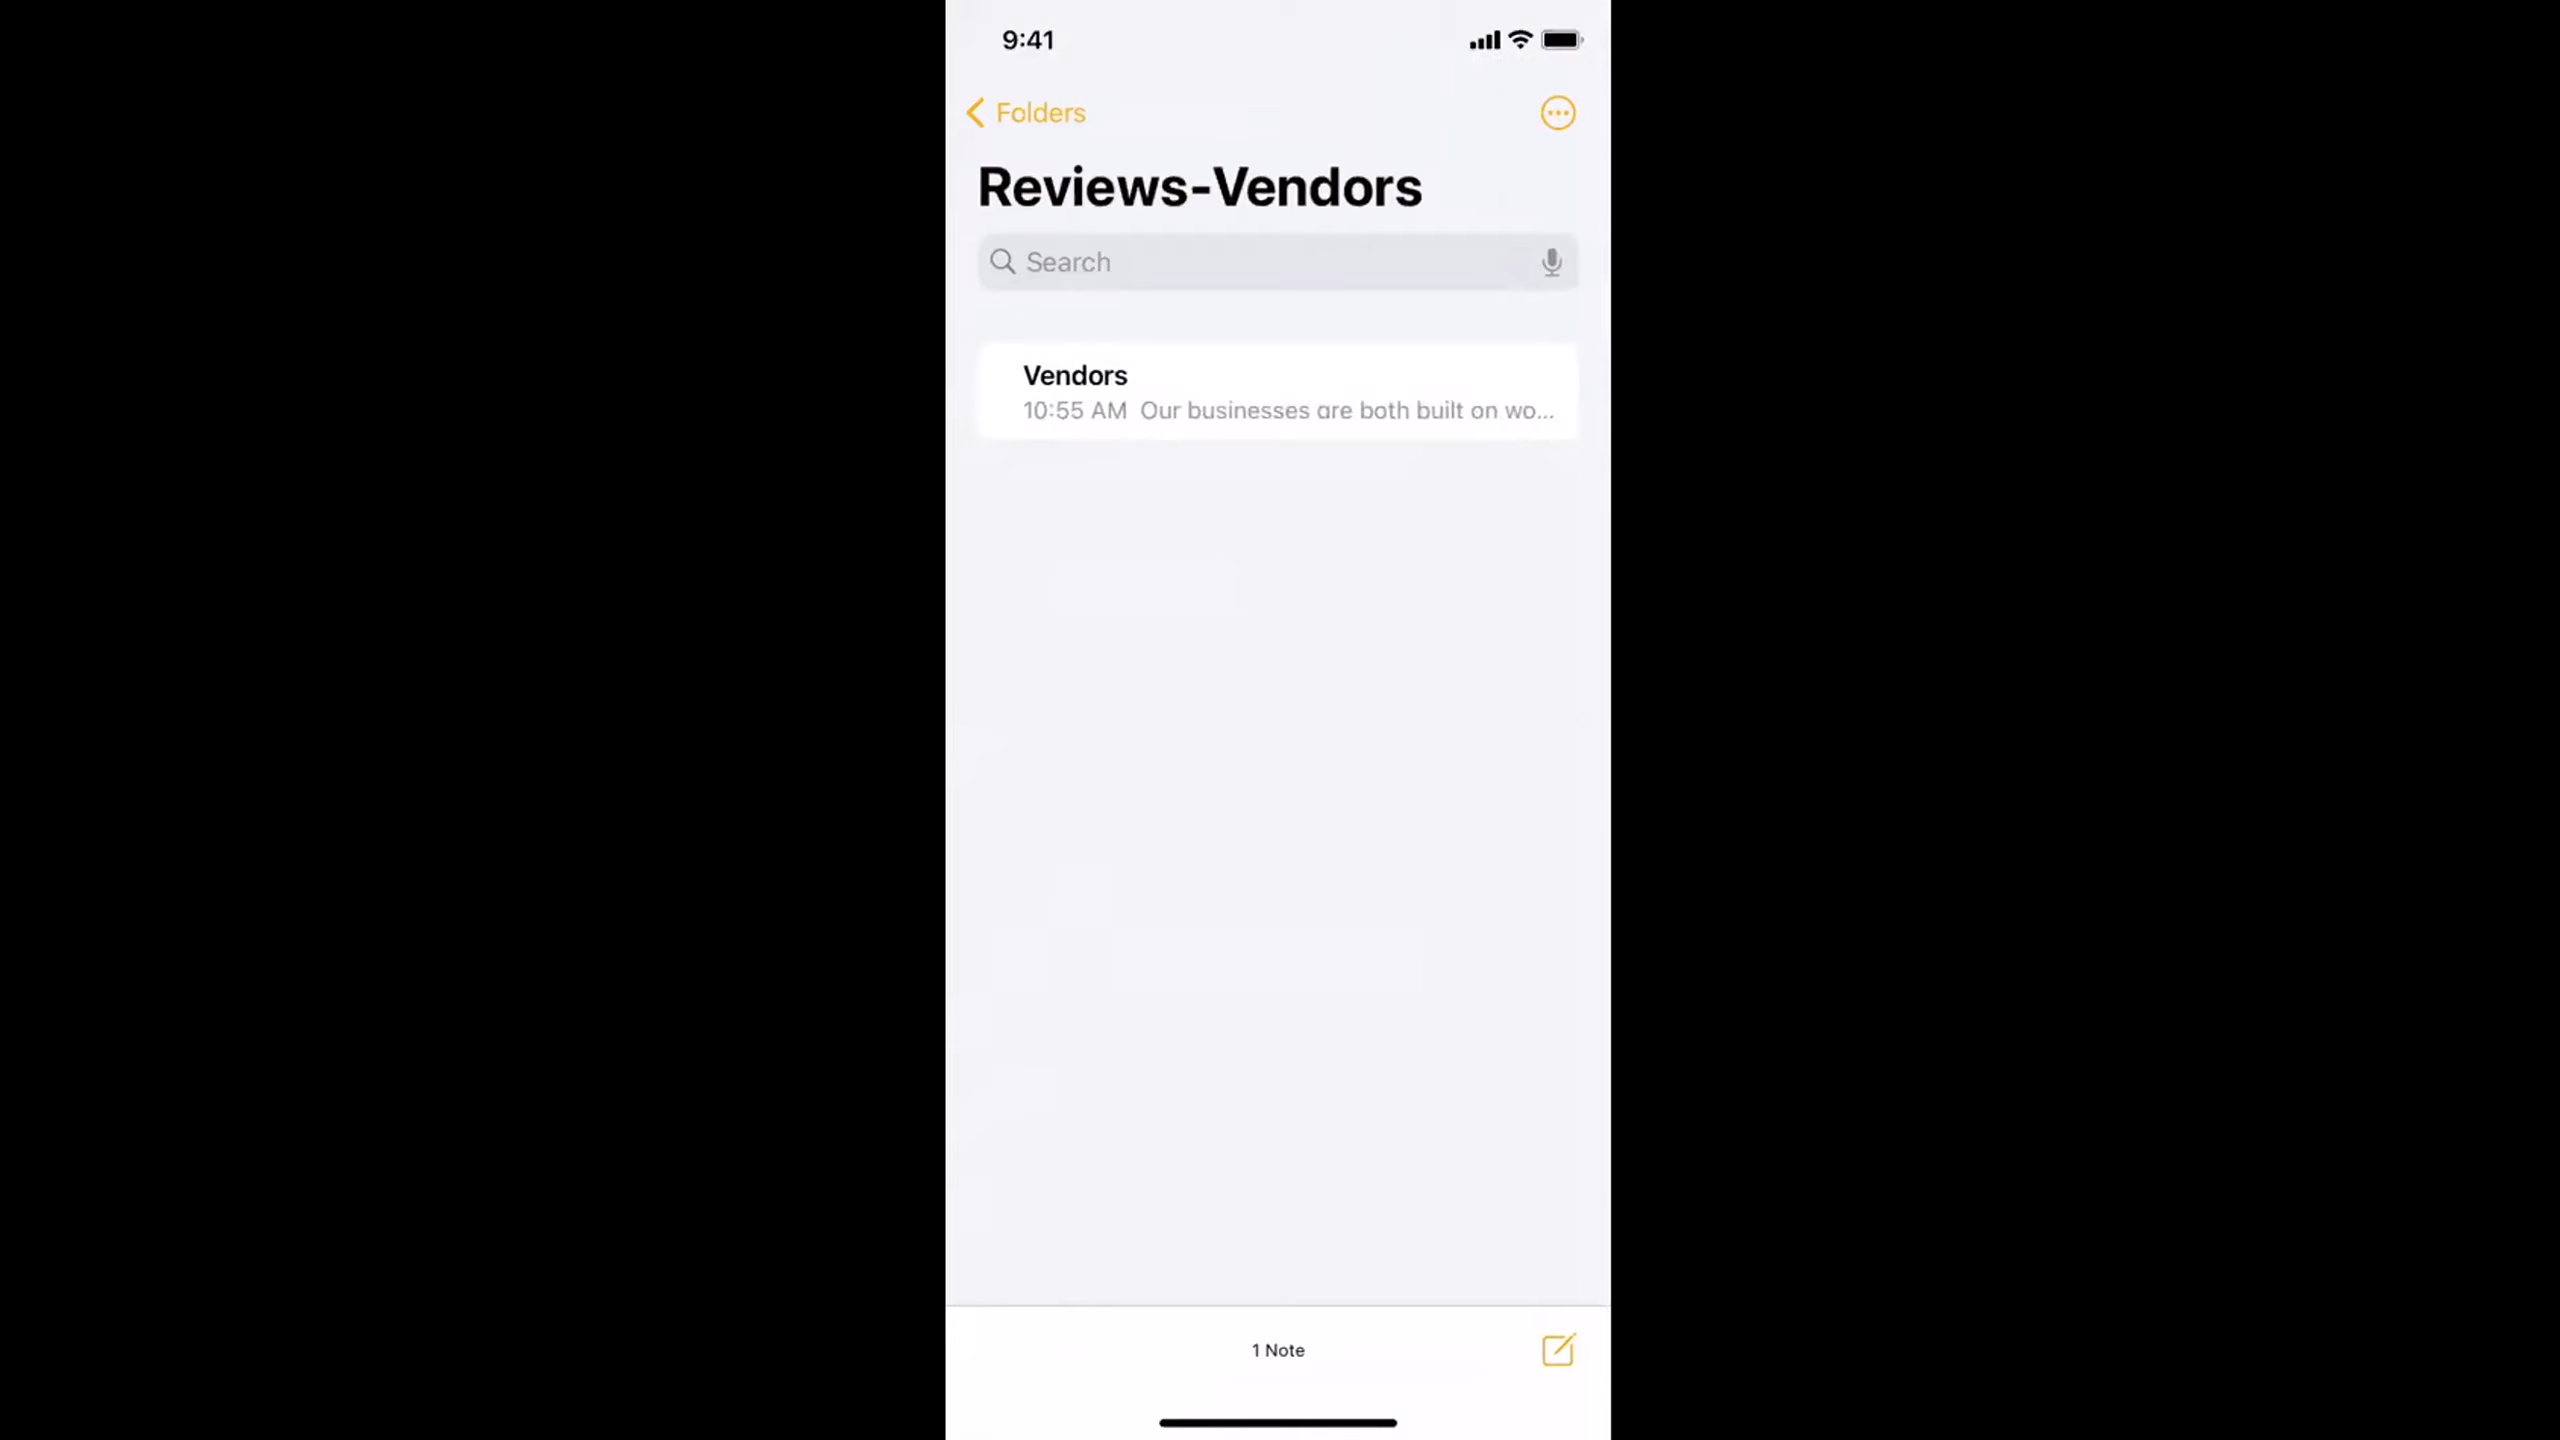 9:41
Folders
Reviews-Vendors
Search
Vendors
10:55 AM Our businesses are both built on wo...
1 Note